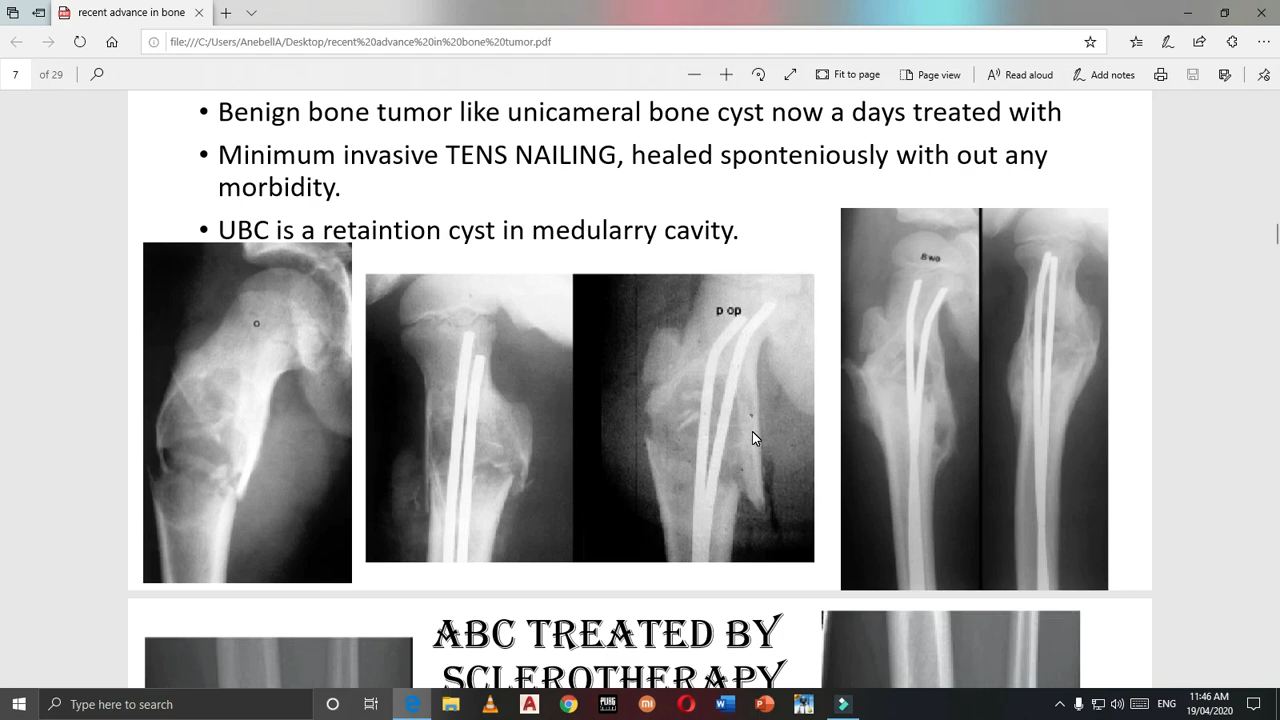 recent advance in bone
file:///C:/Users/AnebellA/Desktop/recent%20advance%20in%20bone%20tumor.pdf
7 of 29
Fit to page
Page view
Read aloud
Add notes
• Benign bone tumor like unicameral bone cyst now a days treated with
• Minimum invasive TENS NAILING, healed sponteniously with out any
morbidity.
• UBC is a retaintion cyst in medularry cavity.
p op
ABC TREATED BY
SCLEROTHERAPY
Type here to search
11:46 AM
19/04/2020